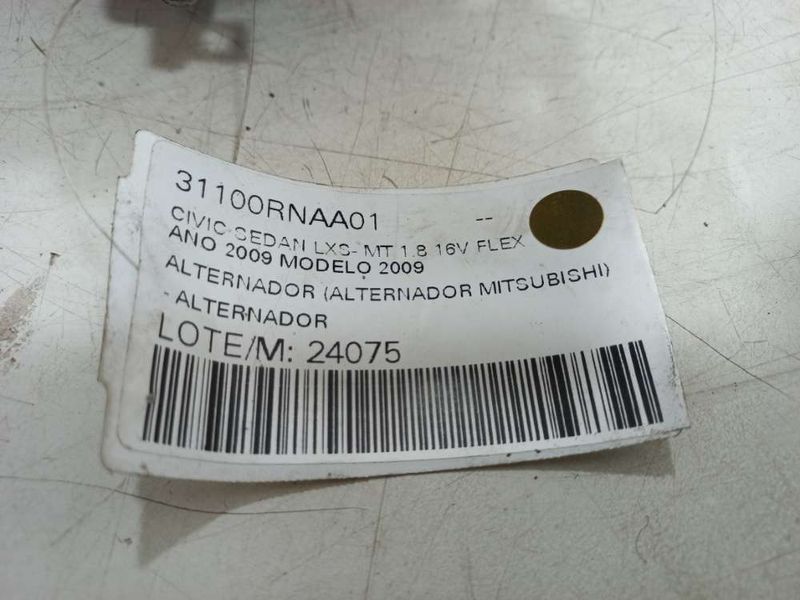 31100RNAA01 --
CIVIC SEDAN LXS- MT 1.8 16V FLEX
ANO 2009 MODELO 2009
ALTERNADOR (ALTERNADOR MITSUBISHI)
- ALTERNADOR
LOTE/M: 24075